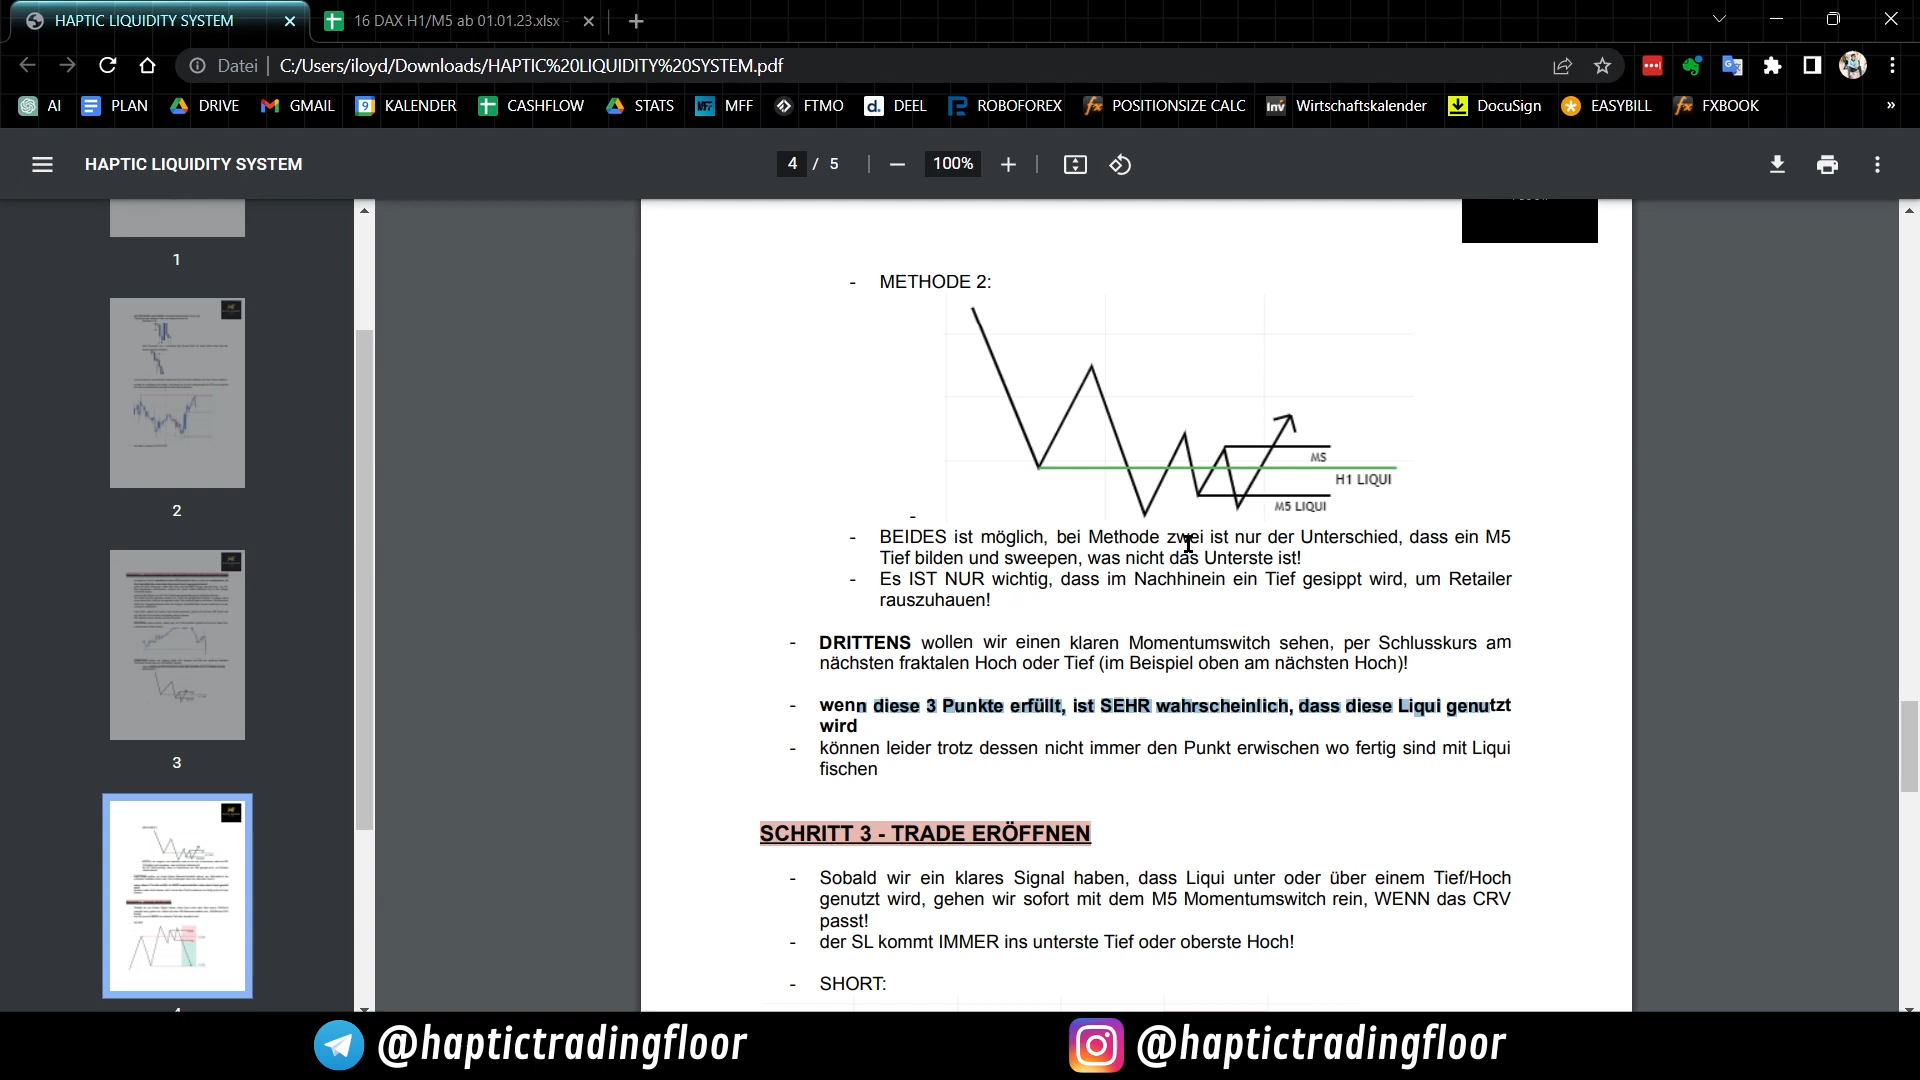 HAPTIC LIQUIDITY SYSTEM
16 DAX H1/M5 ab 01.01.23.xlsx -
Datei | C:/Users/iloyd/Downloads/HAPTIC%20LIQUIDITY%20SYSTEM.pdf
AI PLAN DRIVE GMAIL KALENDER CASHFLOW STATS MFF FTMO DEEL ROBOFOREX POSITIONSIZE CALC Wirtschaftskalender DocuSign EASYBILL FXBOOK »
HAPTIC LIQUIDITY SYSTEM
4 / 5
100%
1
2
3
- METHODE 2:
MS
H1 LIQUI
M5 LIQUI
-
- BEIDES ist möglich, bei Methode zwei ist nur der Unterschied, dass ein M5
Tief bilden und sweepen, was nicht das Unterste ist!
- Es IST NUR wichtig, dass im Nachhinein ein Tief gesippt wird, um Retailer
rauszuhauen!
- DRITTENS wollen wir einen klaren Momentumswitch sehen, per Schlusskurs am
nächsten fraktalen Hoch oder Tief (im Beispiel oben am nächsten Hoch)!
- wenn diese 3 Punkte erfüllt, ist SEHR wahrscheinlich, dass diese Liqui genutzt
wird
- können leider trotz dessen nicht immer den Punkt erwischen wo fertig sind mit Liqui
fischen
SCHRITT 3 - TRADE ERÖFFNEN
- Sobald wir ein klares Signal haben, dass Liqui unter oder über einem Tief/Hoch
genutzt wird, gehen wir sofort mit dem M5 Momentumswitch rein, WENN das CRV
passt!
- der SL kommt IMMER ins unterste Tief oder oberste Hoch!
- SHORT:
@haptictradingfloor
@haptictradingfloor